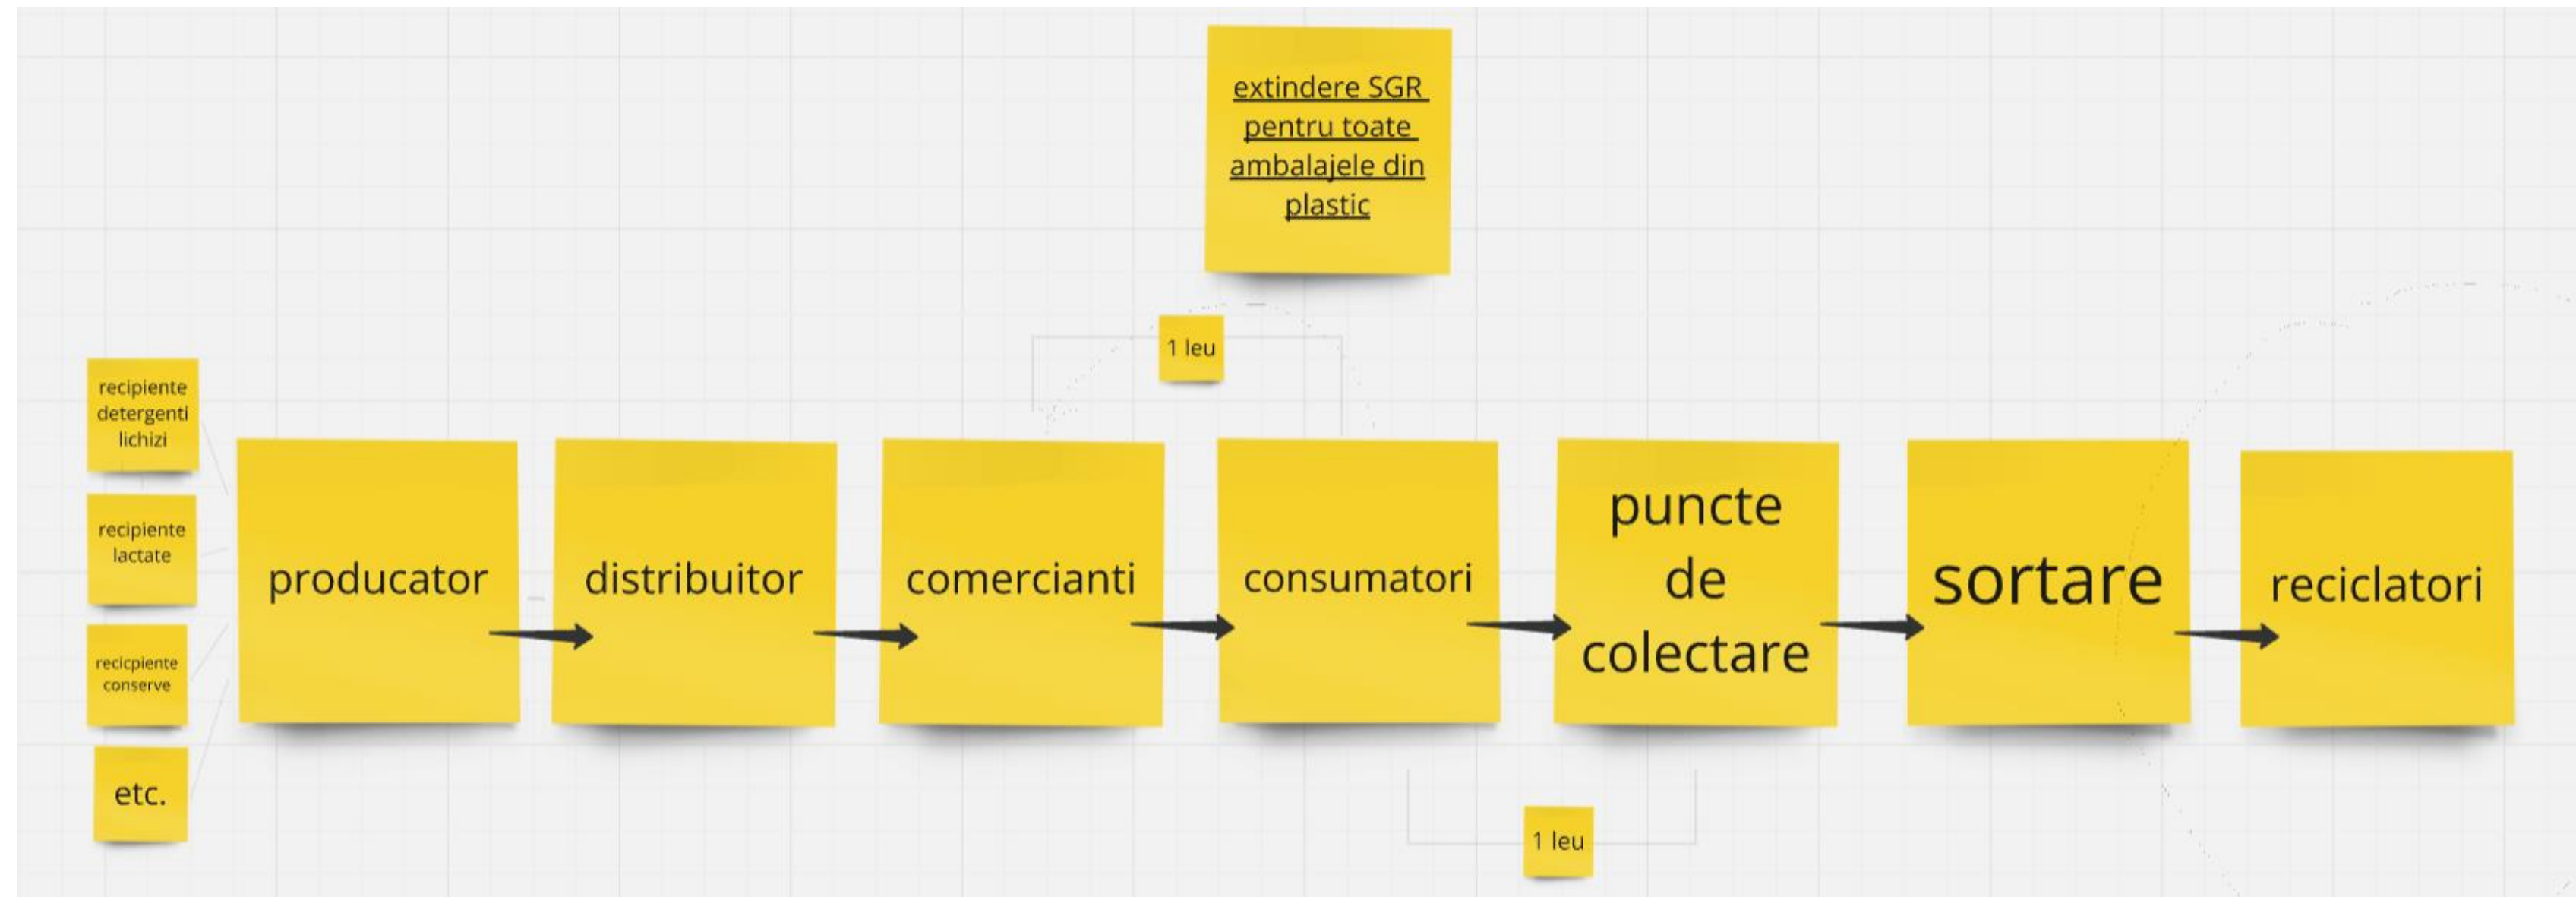 extindere SGR
pentru toate
ambalajele din
plastic
1 leu
recipiente
detergenti
lichizi
recipiente
lactate
recicpiente
conserve
etc.
producator
distribuitor
comercianti
consumatori
puncte
de
colectare
sortare
reciclatori
1 leu